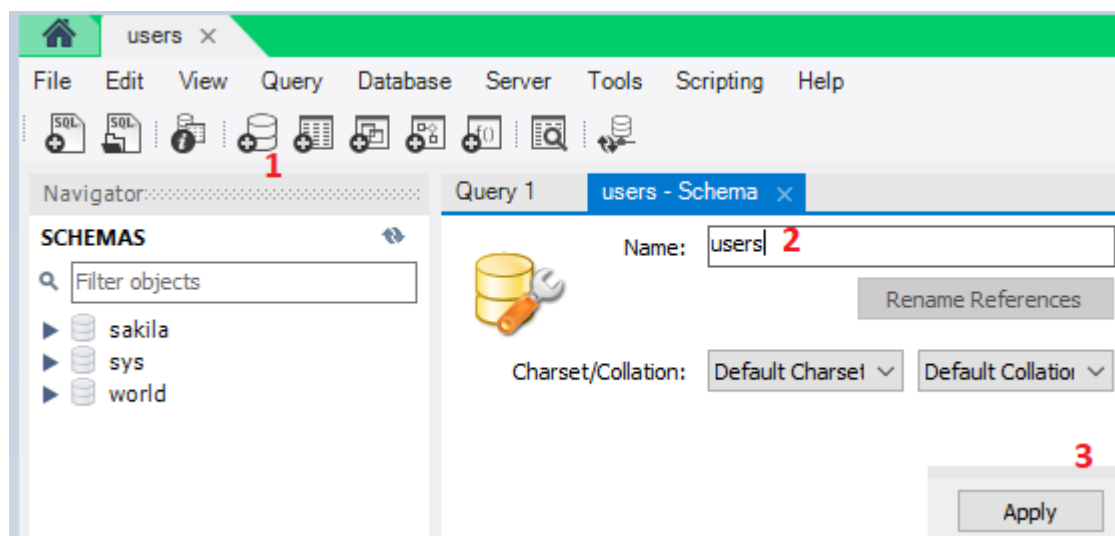 users ×
File Edit View Query Database Server Tools Scripting Help
SQL SQL i f()
1
Navigator
Query 1 users - Schema ×
SCHEMAS
Name: users 2
Filter objects
Rename References
sakila
sys
Charset/Collation: Default Charset Default Collation
world
3
Apply